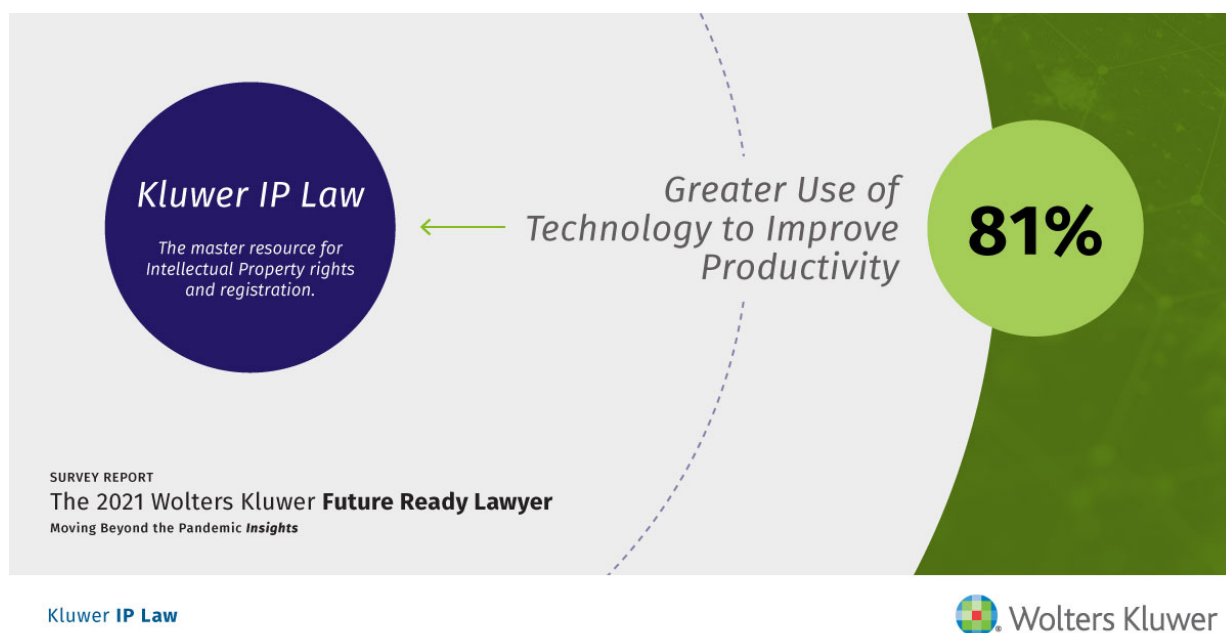 Kluwer IP Law
The master resource for
Intellectual Property rights
and registration.
Greater Use of
Technology to Improve
Productivity
81%
SURVEY REPORT
The 2021 Wolters Kluwer Future Ready Lawyer
Moving Beyond the Pandemic Insights
Kluwer IP Law
Wolters Kluwer